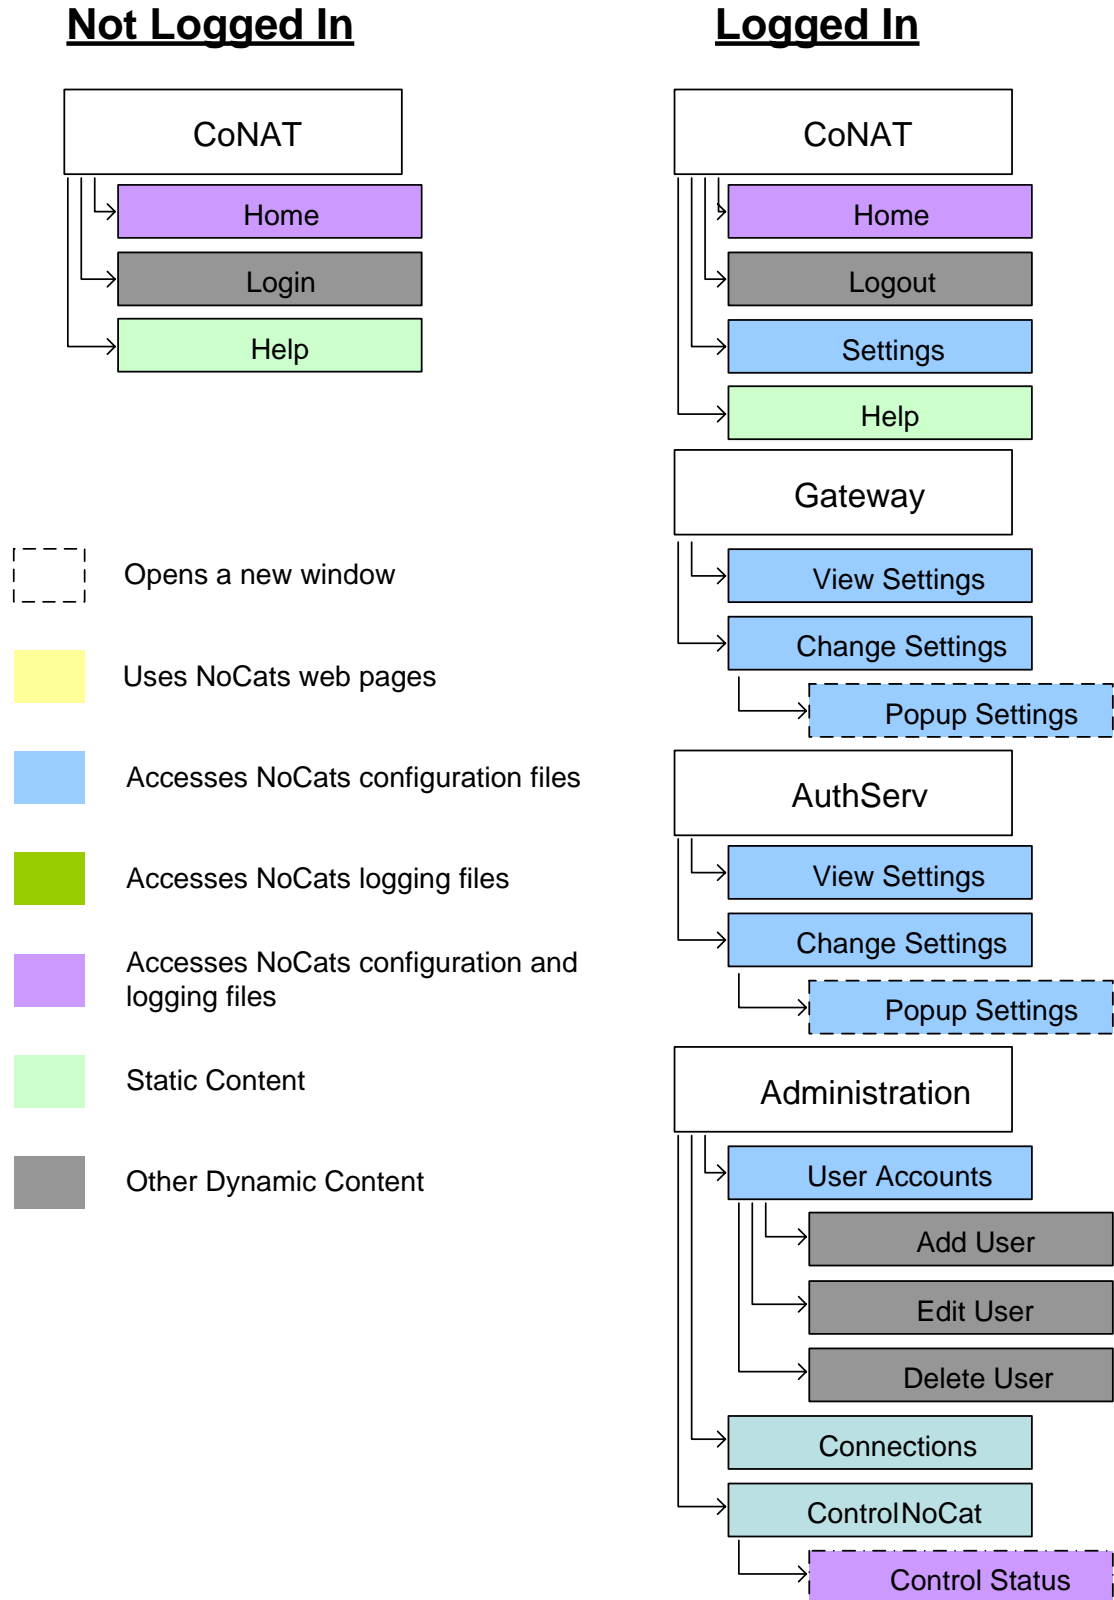 Not Logged In
CoNAT
Home
Login
Help
Opens a new window
Uses NoCats web pages
Accesses NoCats configuration files
Accesses NoCats logging files
Accesses NoCats configuration and
logging files
Static Content
Other Dynamic Content
Logged In
CoNAT
Home
Logout
Settings
Help
Gateway
View Settings
Change Settings
Popup Settings
AuthServ
View Settings
Change Settings
Popup Settings
Administration
User Accounts
Add User
Edit User
Delete User
Connections
ControlNoCat
Control Status